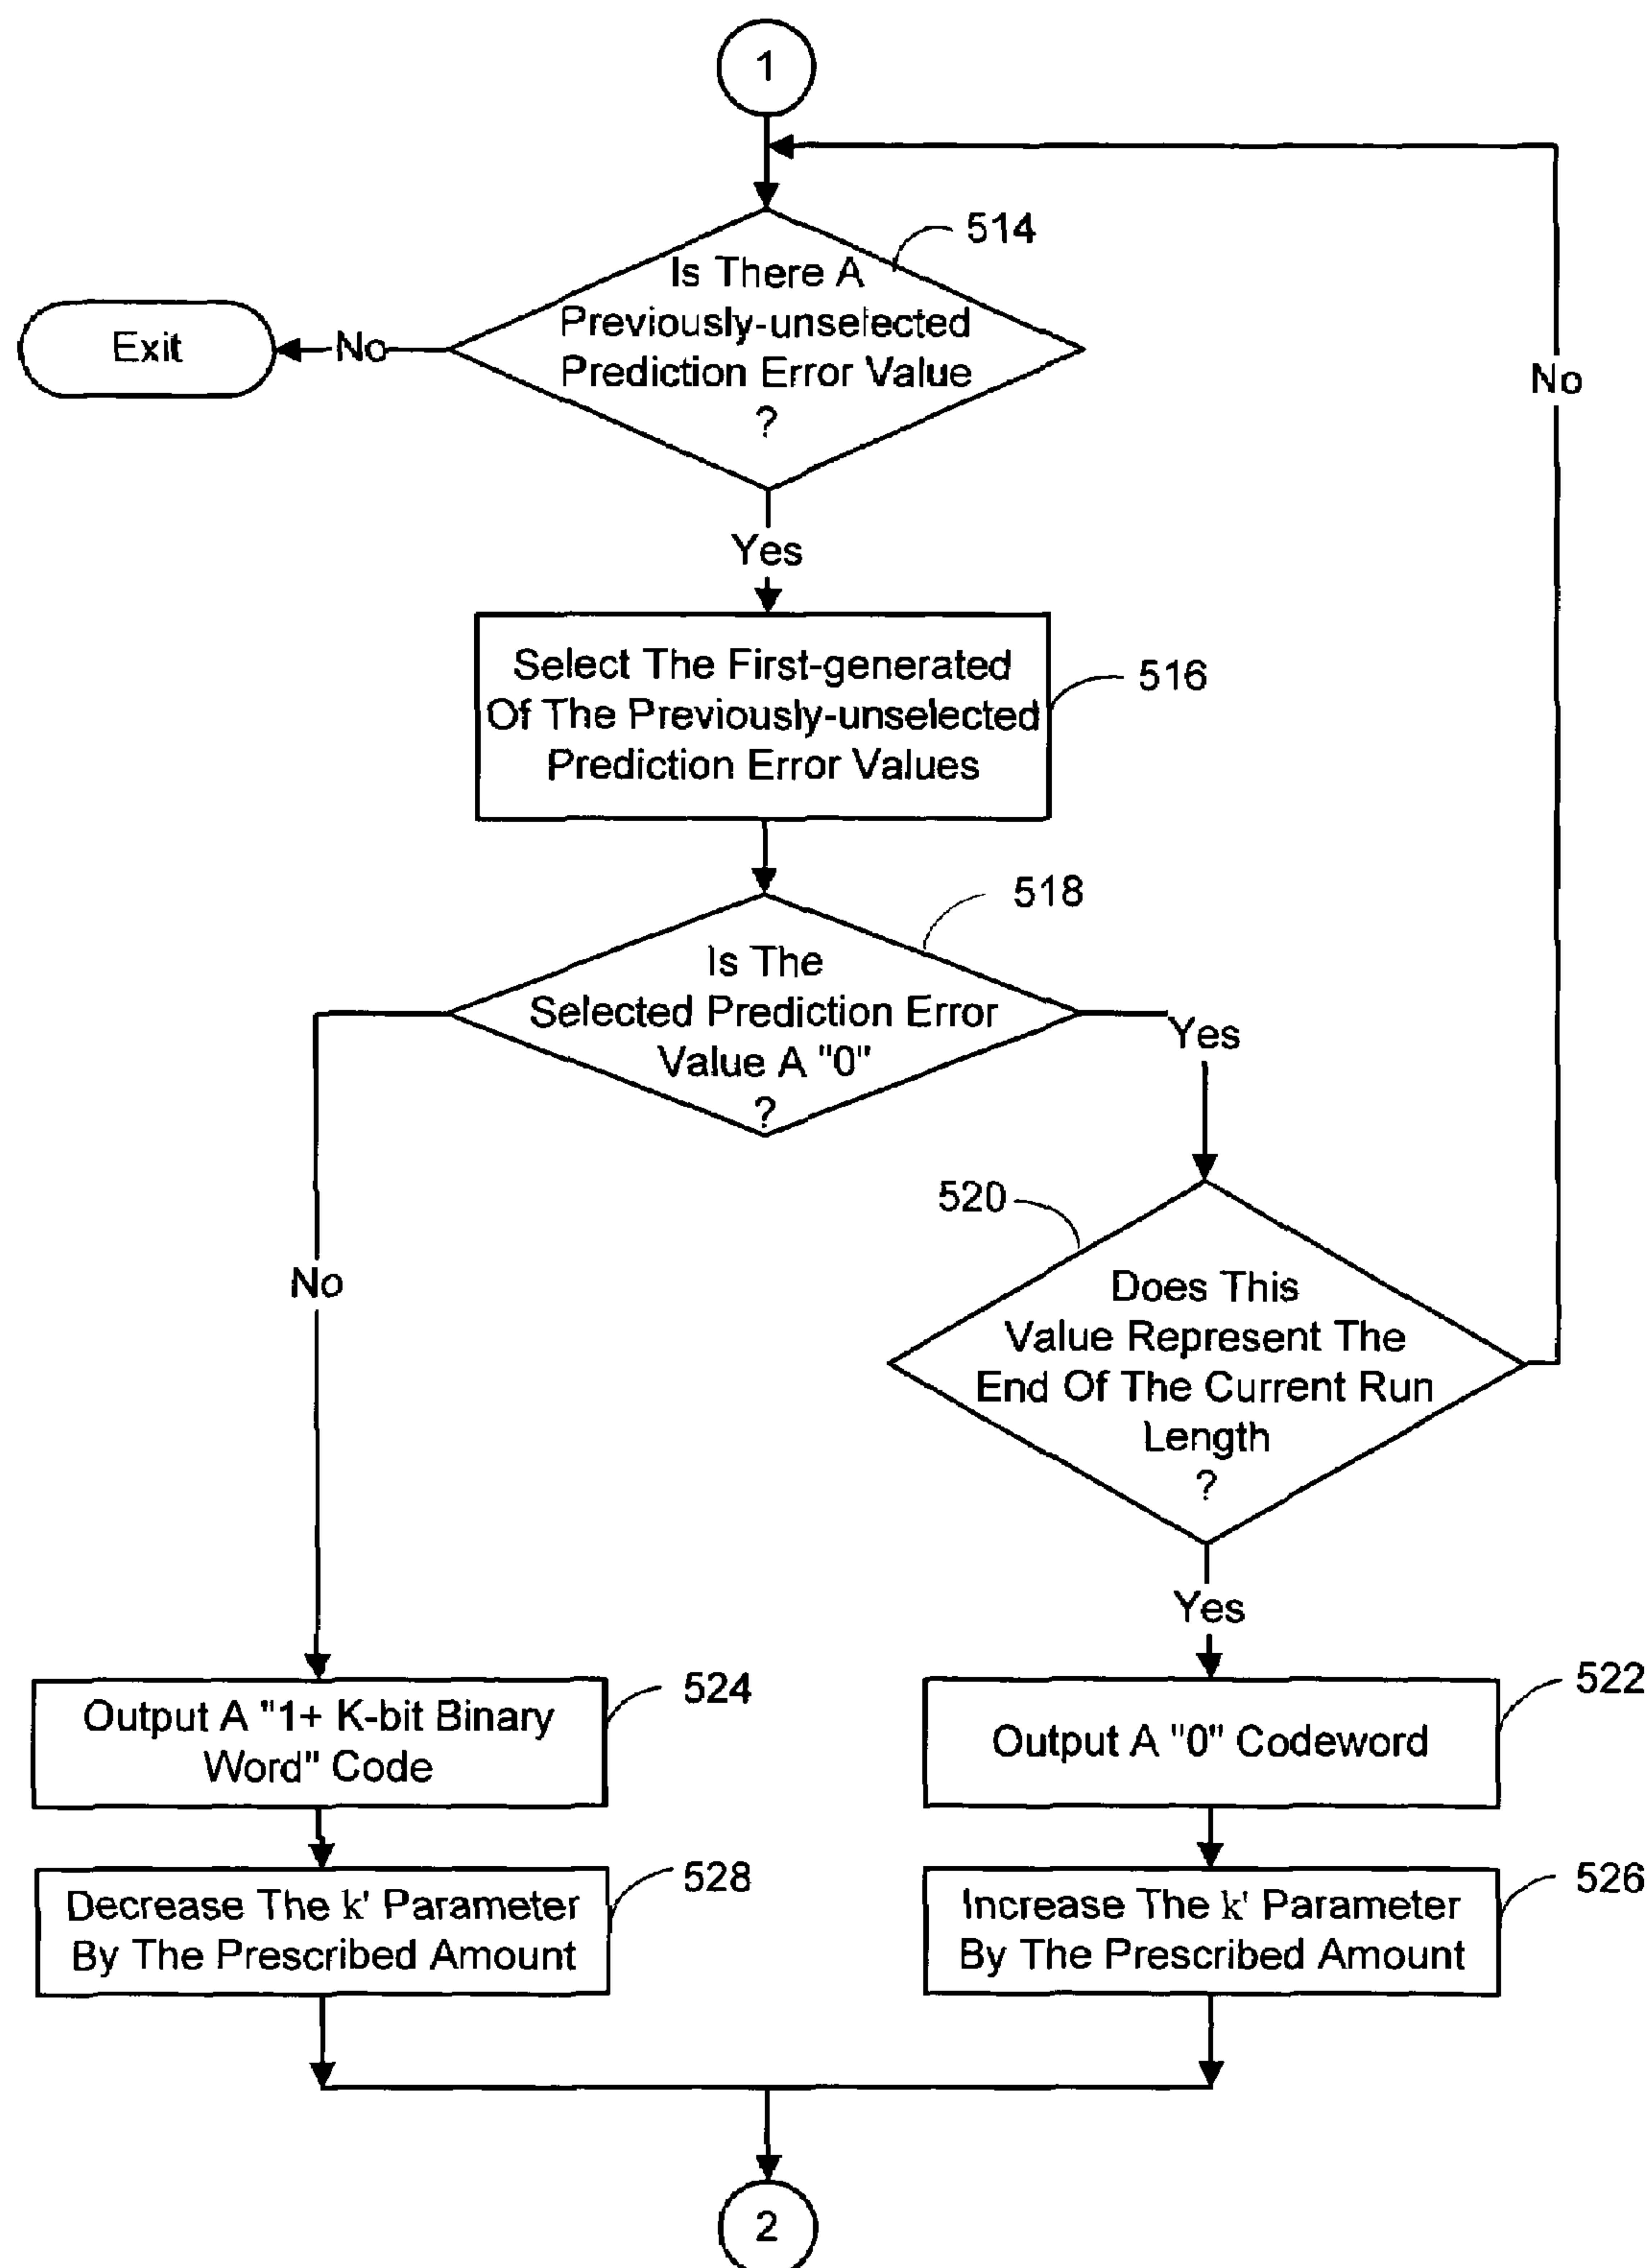 1
514
Is There A
Previously-unselected
Prediction Error Value
?
No
Exit
No
Yes
Select The First-generated
Of The Previously-unselected
Prediction Error Values
516
518
Is The
Selected Prediction Error
Value A "0"
?
Yes
No
520
Does This
Value Represent The
End Of The Current Run
Length
?
Yes
Output A "1+ K-bit Binary
Word" Code
524
Output A "0" Codeword
522
Decrease The k' Parameter
By The Prescribed Amount
528
Increase The k' Parameter
By The Prescribed Amount
526
2